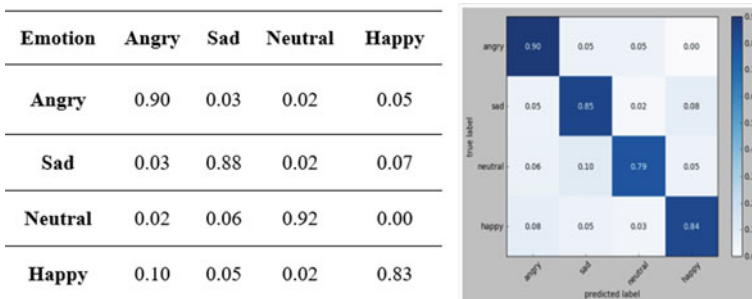 Emotion Angry Sad Neutral Happy
Angry 0.90 0.03 0.02 0.05
Sad 0.03 0.88 0.02 0.07
Neutral 0.02 0.06 0.92 0.00
Happy 0.10 0.05 0.02 0.83
true label
angry 0.90 0.05 0.05 0.00
sad 0.05 0.85 0.02 0.08
neutral 0.06 0.10 0.79 0.05
happy 0.08 0.05 0.03 0.84
angry sad neutral happy
predicted label